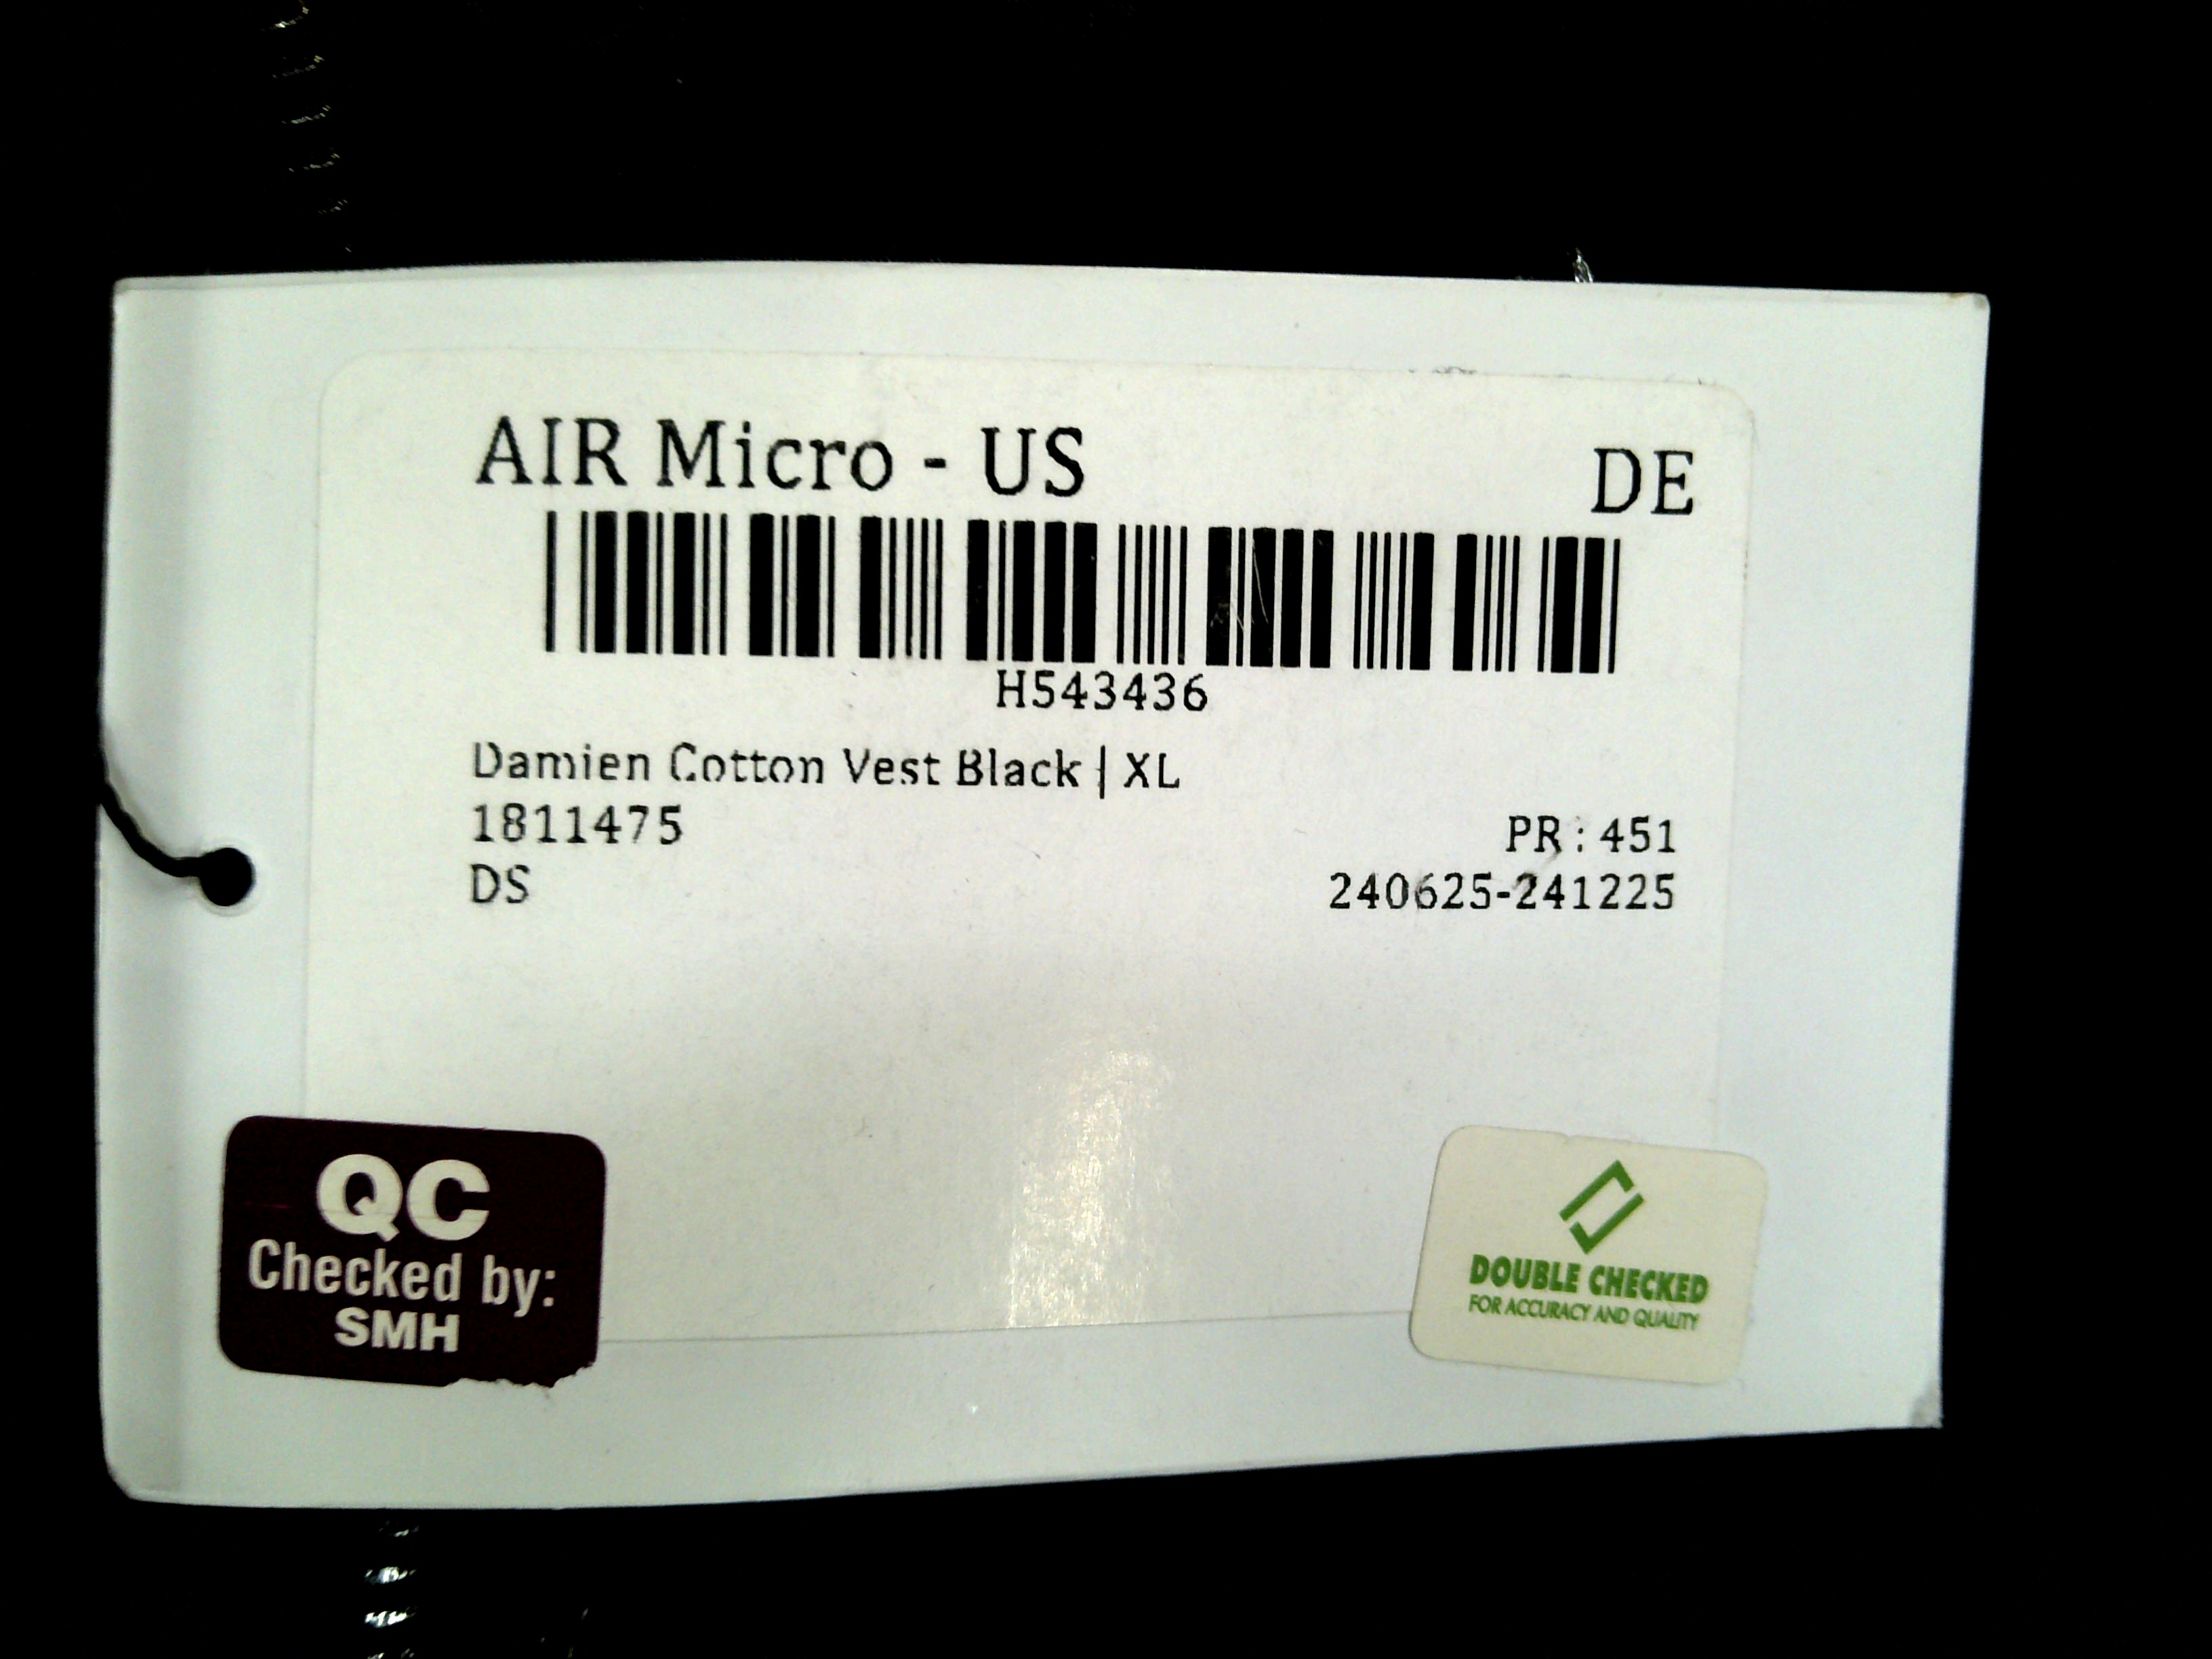 AIR Micro - US
DE
H543436
Damien Cotton Vest Black | XL
1811475
PR : 451
DS
240625-241225
QC
Checked by:
SMH
DOUBLE CHECKED
FOR ACCURACY AND QUALITY